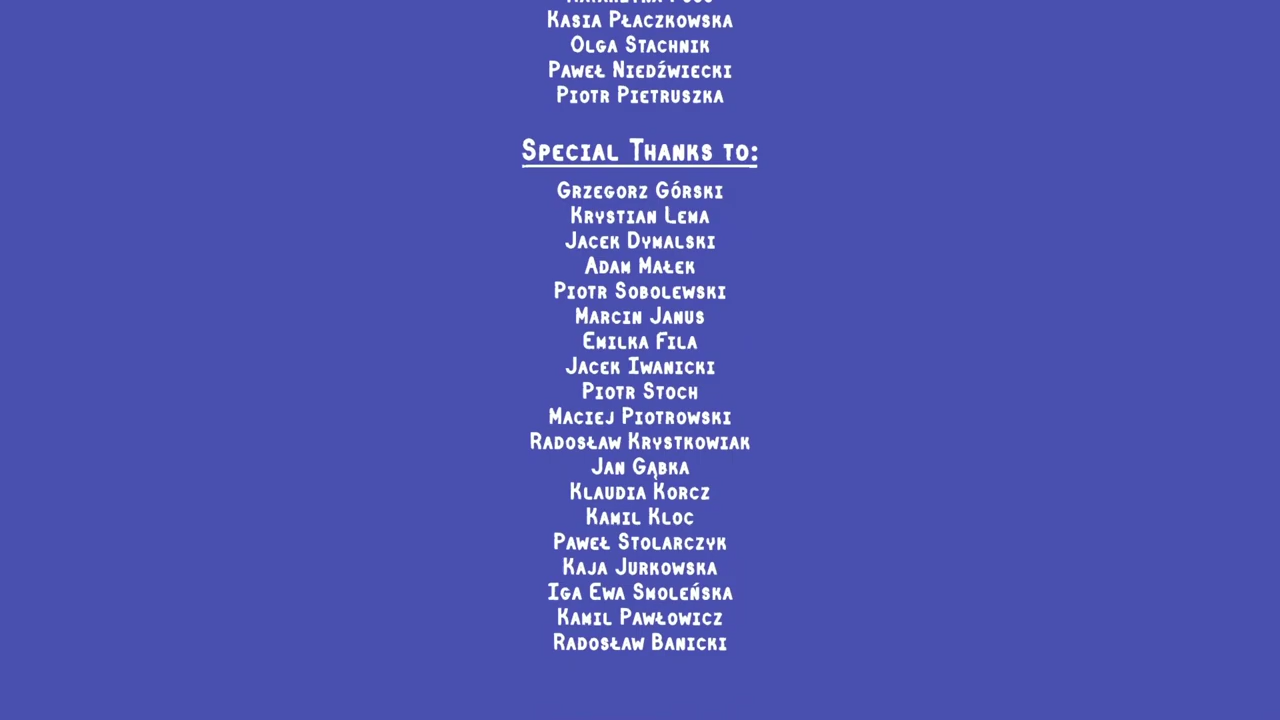 Kasia Płaczkowska
Olga Stachnik
Paweł Niedźwiecki
Piotr Pietruszka
Special Thanks to:
Grzegorz Górski
Krystian Lema
Jacek Dymalski
Adam Małek
Piotr Sobolewski
Marcin Janus
Emilka Fila
Jacek Iwanicki
Piotr Stoch
Maciej Piotrowski
Radosław Krystkowiak
Jan Gąbka
Klaudia Korcz
Kamil Kloc
Paweł Stolarczyk
Kaja Jurkowska
Iga Ewa Smoleńska
Kamil Pawłowicz
Radosław Banicki